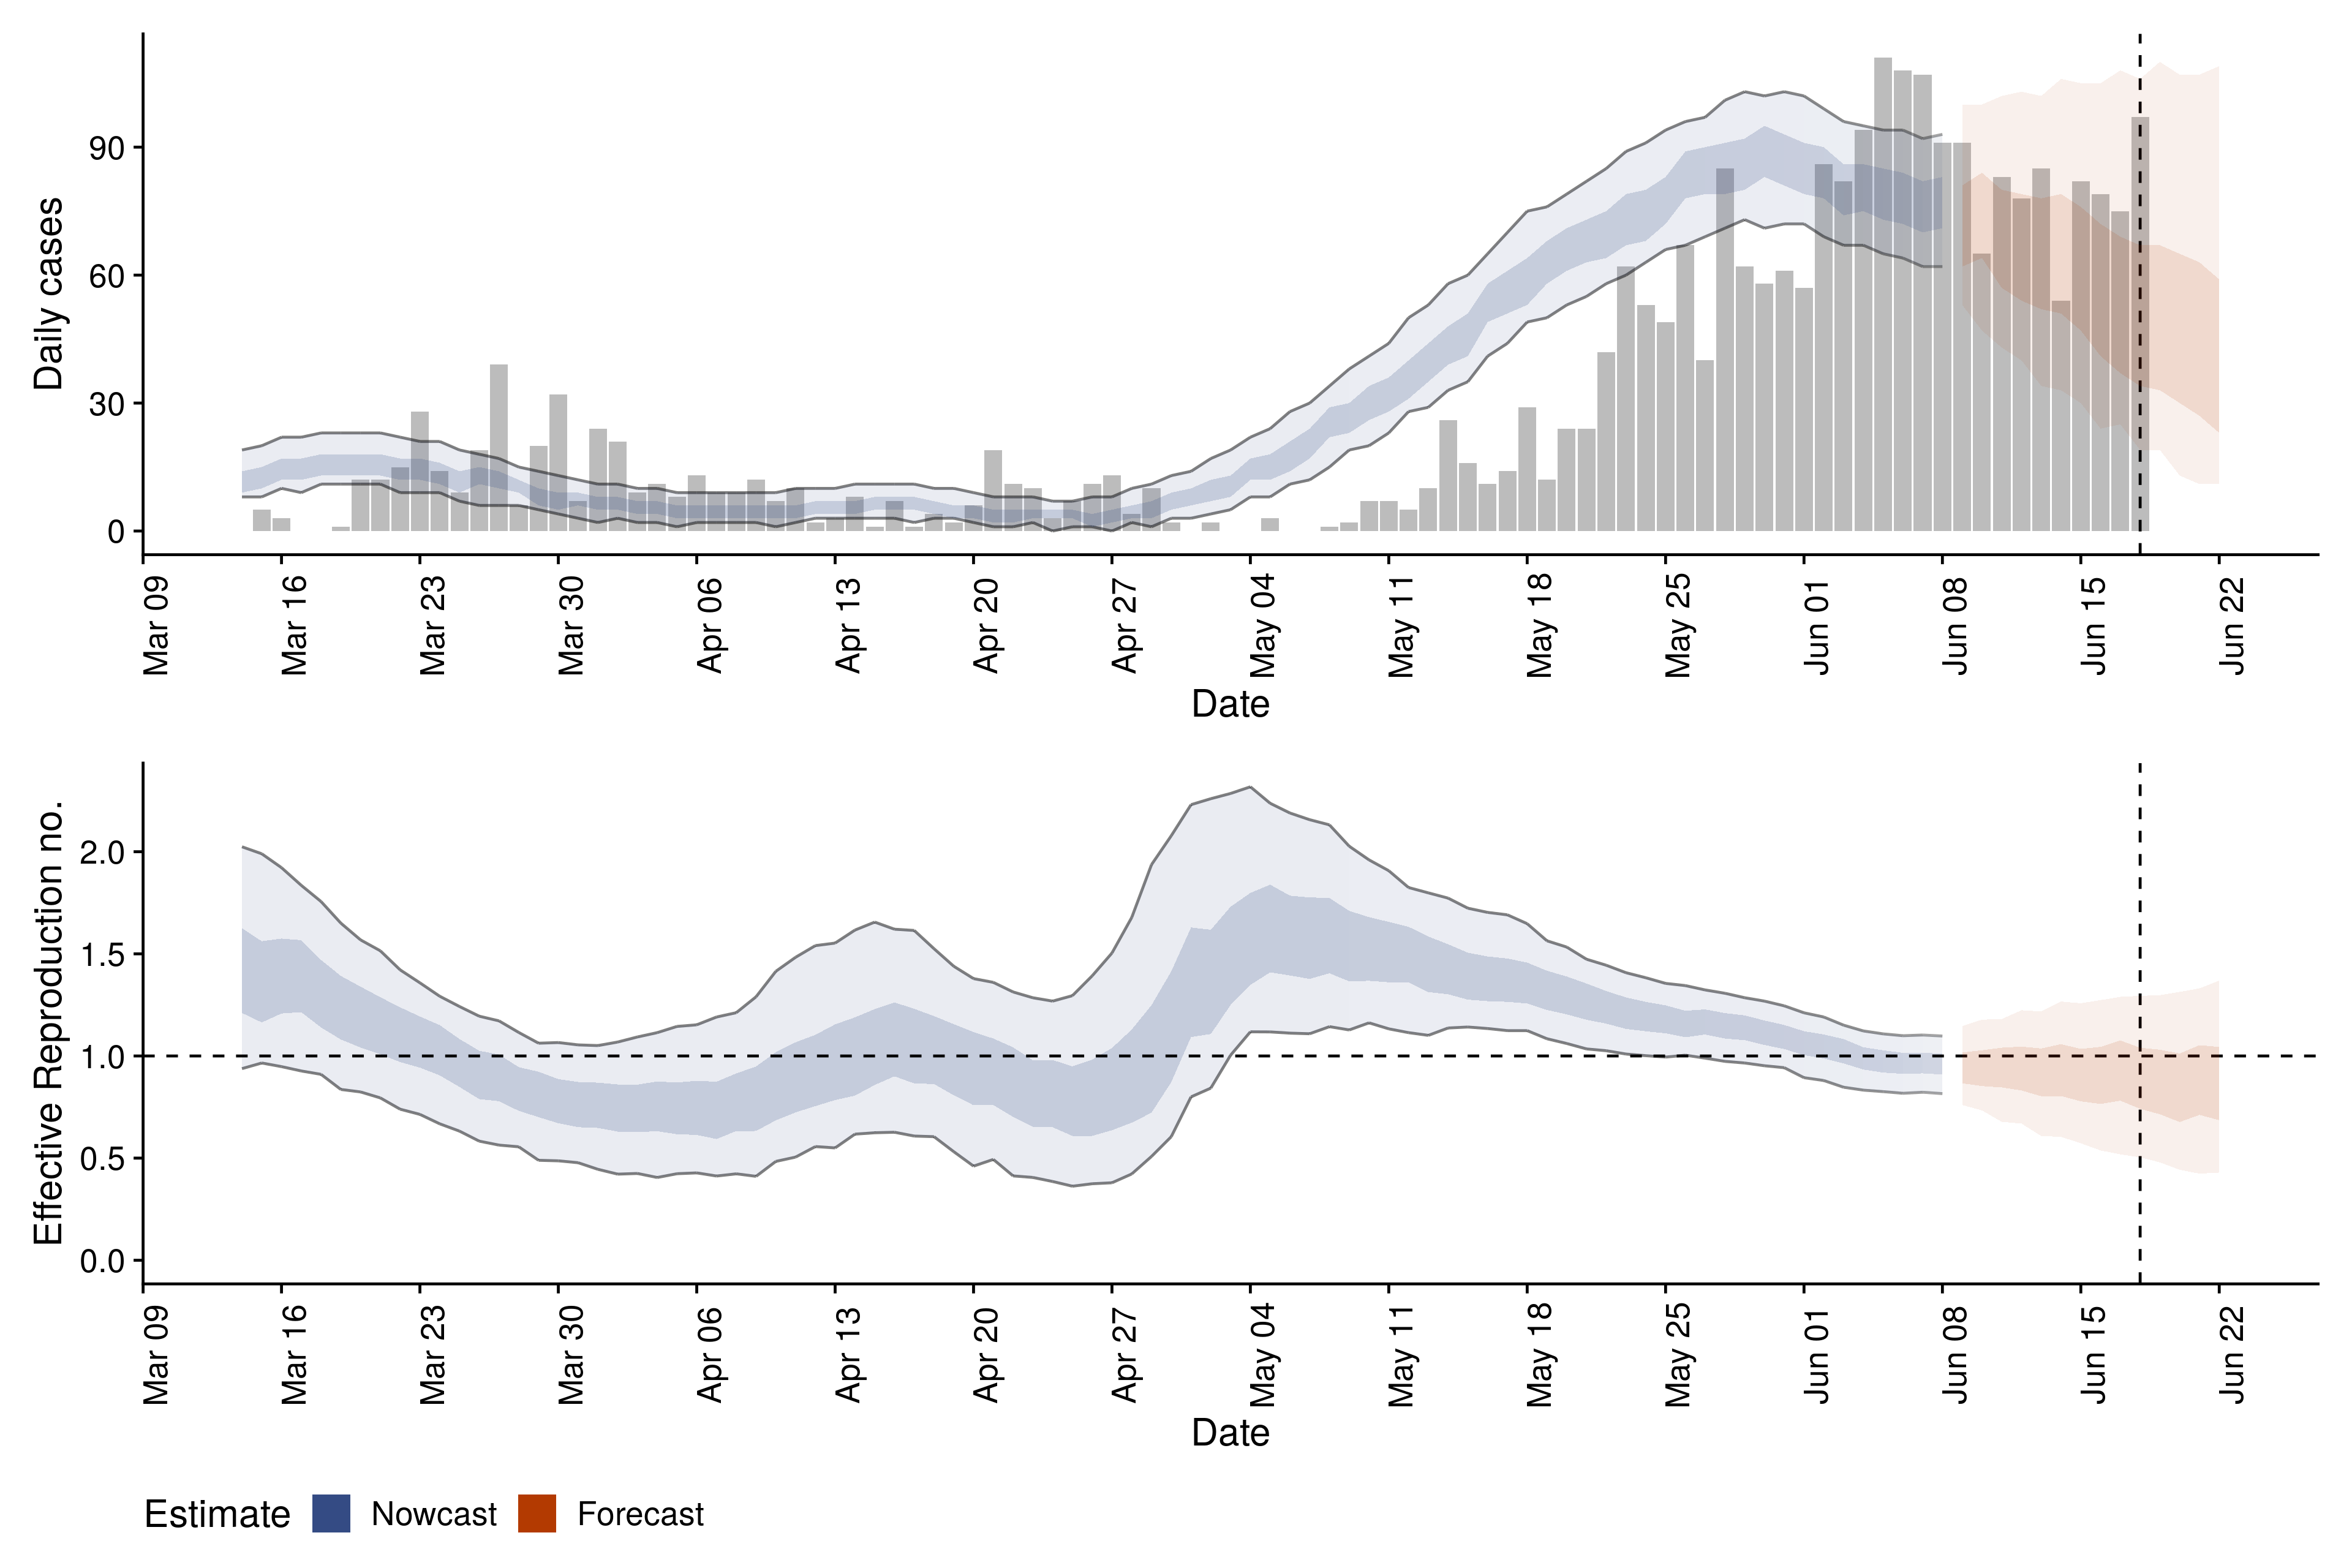 Daily cases
90
60
30
0
Mar 09
Mar 16
Mar 23
Mar 30
Apr 06
Apr 13
Apr 20
Apr 27
May 04
May 11
May 18
May 25
Jun 01
Jun 08
Jun 15
Jun 22
Date
Effective Reproduction no.
2.0
1.5
1.0
0.5
0.0
Mar 09
Mar 16
Mar 23
Mar 30
Apr 06
Apr 13
Apr 20
Apr 27
May 04
May 11
May 18
May 25
Jun 01
Jun 08
Jun 15
Jun 22
Date
Estimate Nowcast Forecast